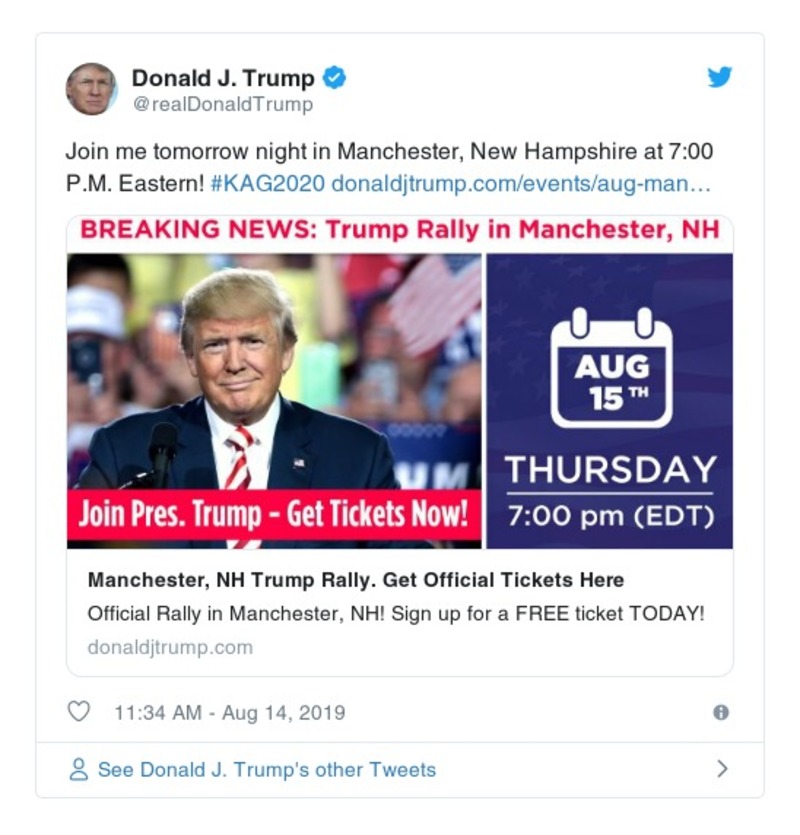 Donald J. Trump
@realDonaldTrump
Join me tomorrow night in Manchester, New Hampshire at 7:00
P.M. Eastern! #KAG2020 donaldjtrump.com/events/aug-man…
BREAKING NEWS: Trump Rally in Manchester, NH
AUG
15TH
THURSDAY
7:00 pm (EDT)
Join Pres. Trump - Get Tickets Now!
Manchester, NH Trump Rally. Get Official Tickets Here
Official Rally in Manchester, NH! Sign up for a FREE ticket TODAY!
donaldjtrump.com
11:34 AM - Aug 14, 2019
See Donald J. Trump's other Tweets